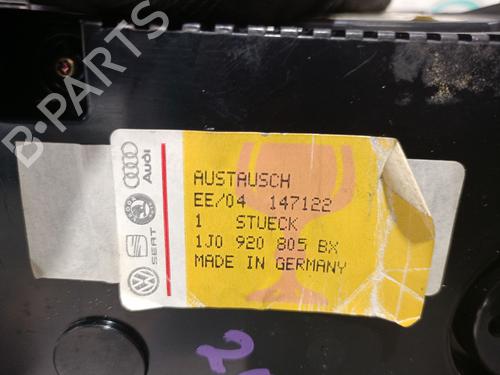 B-PARTS
Audi
SEAT
AUSTAUSCH
EE/04 147122
1 STUECK
1J0 920 805 BX
MADE IN GERMANY